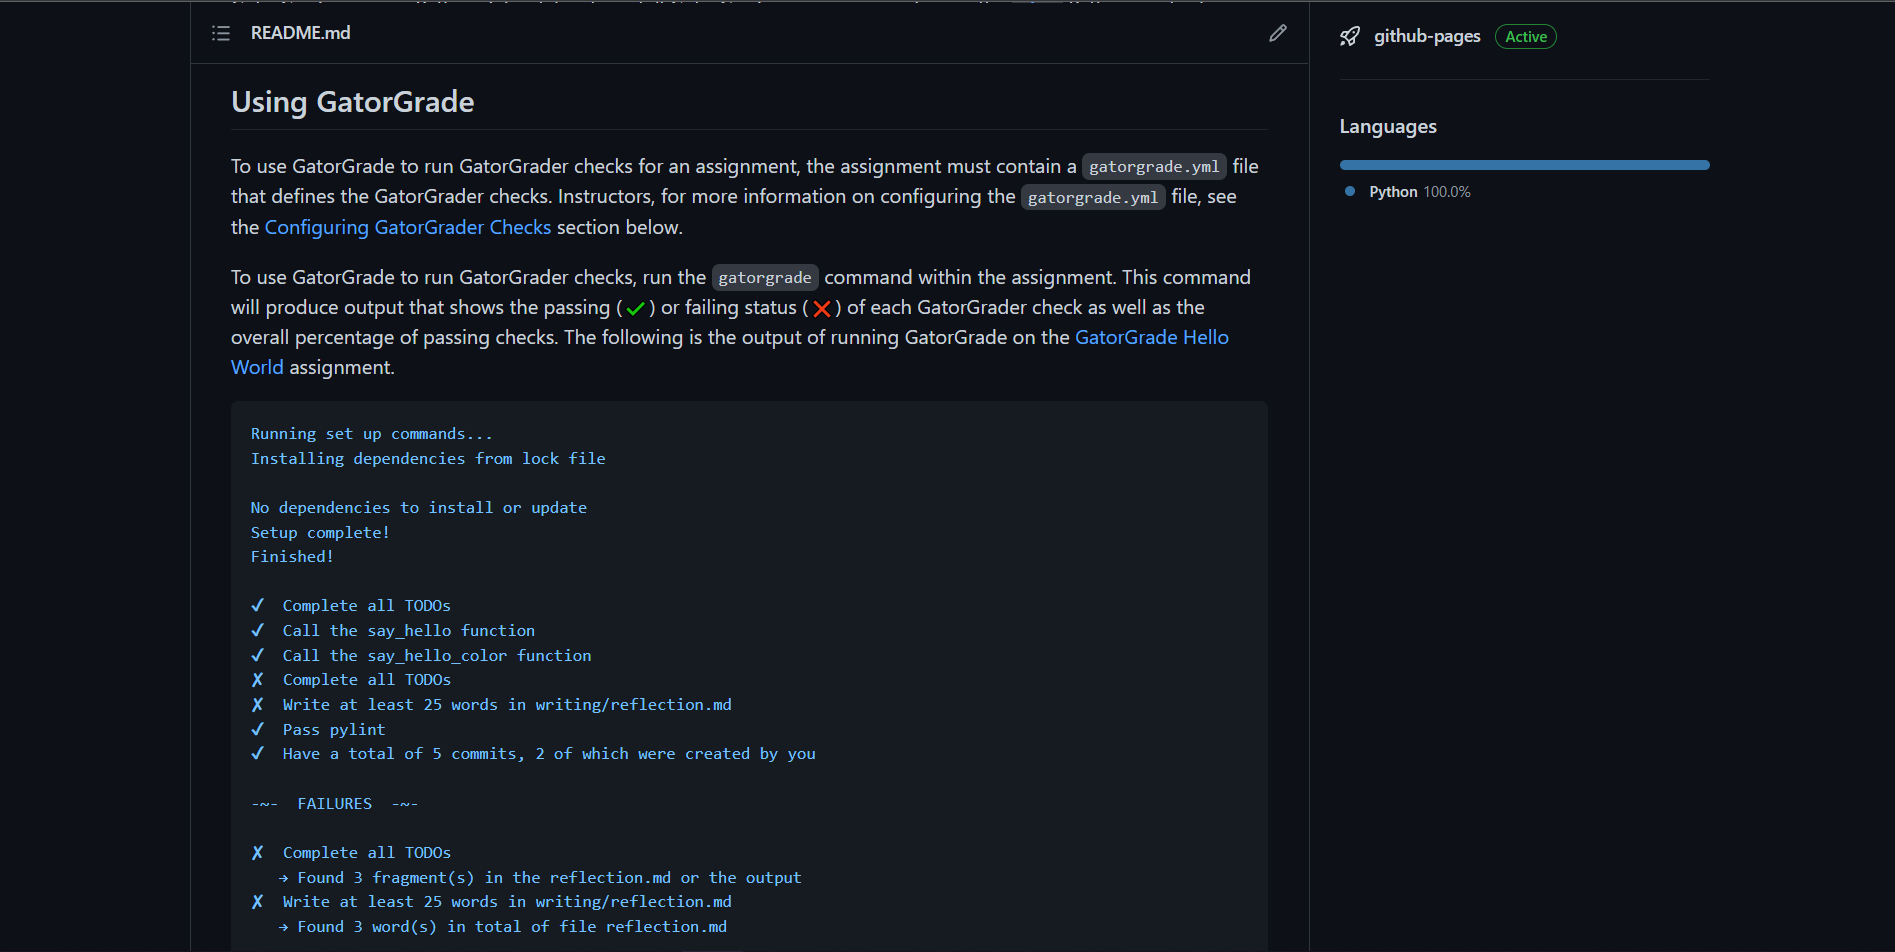 README.md
Using GatorGrade
To use GatorGrade to run GatorGrader checks for an assignment, the assignment must contain a gatorgrade.yml file
that defines the GatorGrader checks. Instructors, for more information on configuring the gatorgrade.yml file, see
the Configuring GatorGrader Checks section below.
To use GatorGrade to run GatorGrader checks, run the gatorgrade command within the assignment. This command
will produce output that shows the passing (✓) or failing status (❌) of each GatorGrader check as well as the
overall percentage of passing checks. The following is the output of running GatorGrade on the GatorGrade Hello
World assignment.
Running set up commands...
Installing dependencies from lock file
No dependencies to install or update
Setup complete!
Finished!
✓ Complete all TODOs
✓ Call the say_hello function
✓ Call the say_hello_color function
✗ Complete all TODOs
✗ Write at least 25 words in writing/reflection.md
✓ Pass pylint
✓ Have a total of 5 commits, 2 of which were created by you
-~- FAILURES -~-
✗ Complete all TODOs
→ Found 3 fragment(s) in the reflection.md or the output
✗ Write at least 25 words in writing/reflection.md
→ Found 3 word(s) in total of file reflection.md
github-pages Active
Languages
Python 100.0%